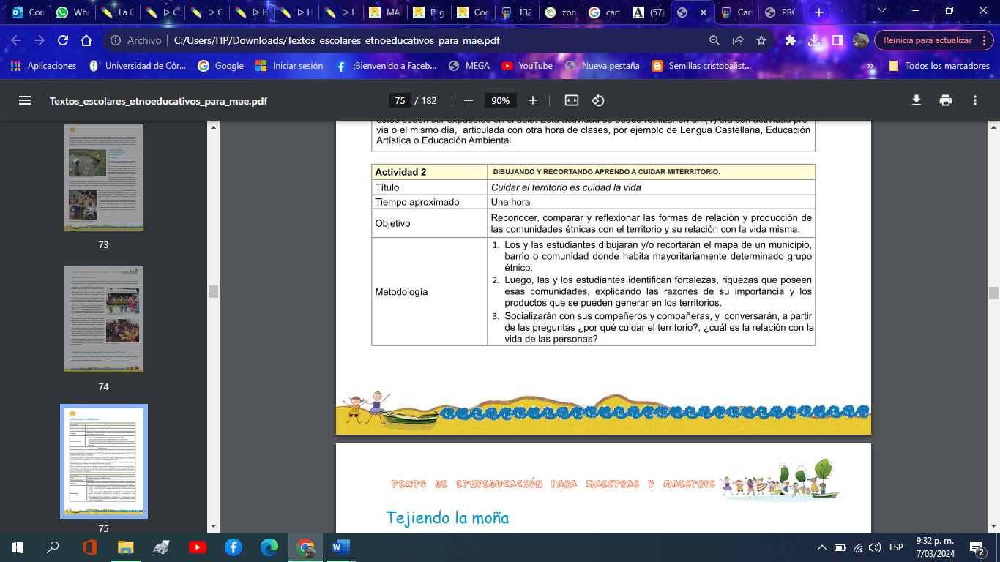 Con
Wha
La C
C
G
H
H
Li
MA
El g
Coo
132
zon
cart
(57)
Car
PRO
Archivo C:/Users/HP/Downloads/Textos_escolares_etnoeducativos_para_mae.pdf
Reinicia para actualizar
Aplicaciones
Universidad de Cór...
Google
Iniciar sesión
¡Bienvenido a Faceb...
MEGA
YouTube
Nueva pestaña
Semillas cristobalist...
»
Todos los marcadores
Textos_escolares_etnoeducativos_para_mae.pdf
75 / 182
90%
73
74
75
estos deben ser expuestos en el aula. Esta actividad se puede realizar en un (1) día con actividad pre-
via o el mismo día, articulada con otra hora de clases, por ejemplo de Lengua Castellana, Educación
Artística o Educación Ambiental
Actividad 2 DIBUJANDO Y RECORTANDO APRENDO A CUIDAR MITERRITORIO.
Título Cuidar el territorio es cuidad la vida
Tiempo aproximado Una hora
Objetivo
Reconocer, comparar y reflexionar las formas de relación y producción de
las comunidades étnicas con el territorio y su relación con la vida misma.
Metodología
1. Los y las estudiantes dibujarán y/o recortarán el mapa de un municipio,
barrio o comunidad donde habita mayoritariamente determinado grupo
étnico.
2. Luego, las y los estudiantes identifican fortalezas, riquezas que poseen
esas comunidades, explicando las razones de su importancia y los
productos que se pueden generar en los territorios.
3. Socializarán con sus compañeros y compañeras, y conversarán, a partir
de las preguntas ¿por qué cuidar el territorio?, ¿cuál es la relación con la
vida de las personas?
TEXTO DE ETNOEDUCACIÓN PARA MAESTRAS Y MAESTROS
Tejiendo la moña
ESP
9:32 p. m.
7/03/2024
2